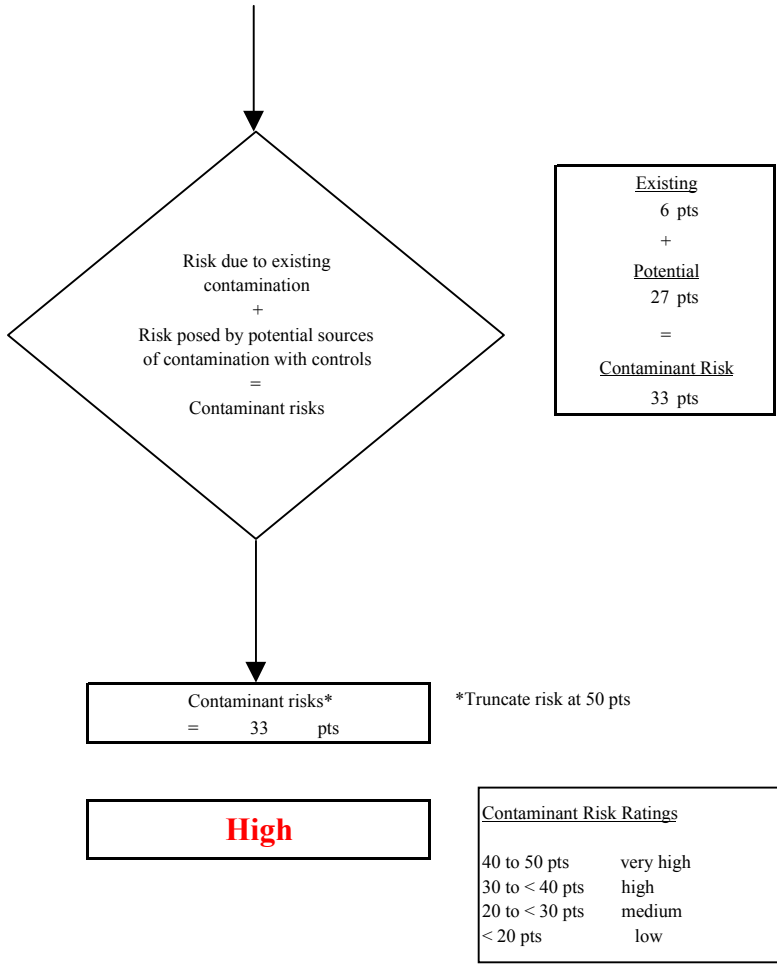 Risk due to existing
contamination
+
Risk posed by potential sources
of contamination with controls
=
Contaminant risks
Existing
6 pts
+
Potential
27 pts
=
Contaminant Risk
33 pts
Contaminant risks*
= 33 pts
*Truncate risk at 50 pts
High
Contaminant Risk Ratings
40 to 50 pts very high
30 to < 40 pts high
20 to < 30 pts medium
< 20 pts low